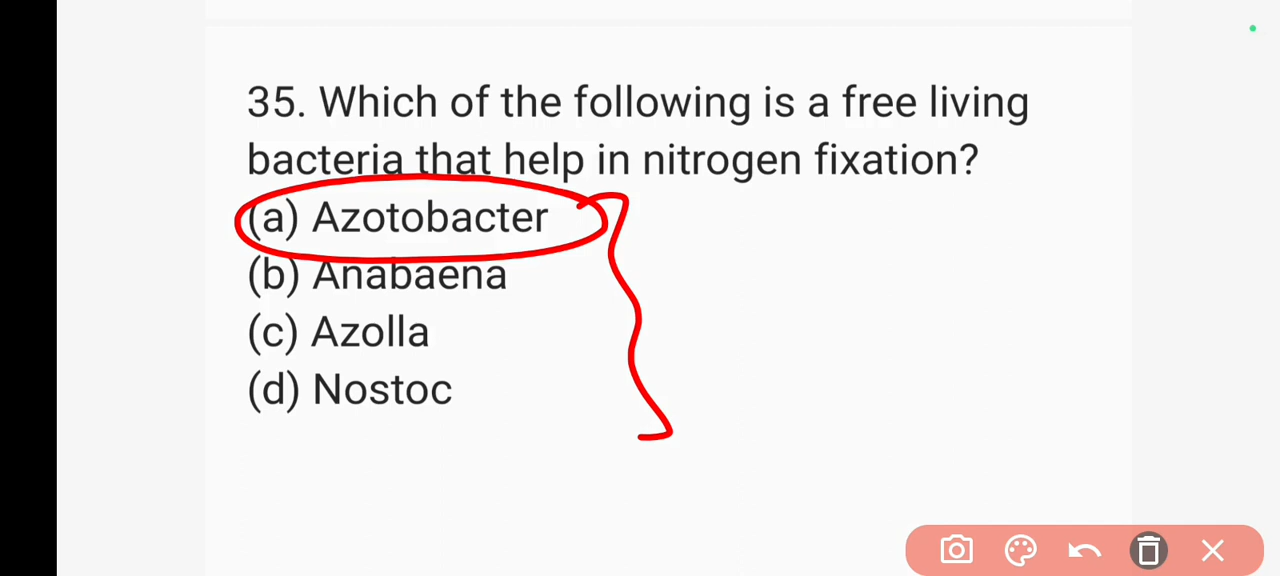 35. Which of the following is a free living
bacteria that help in nitrogen fixation?
(a) Azotobacter
(b) Anabaena
(c) Azolla
(d) Nostoc